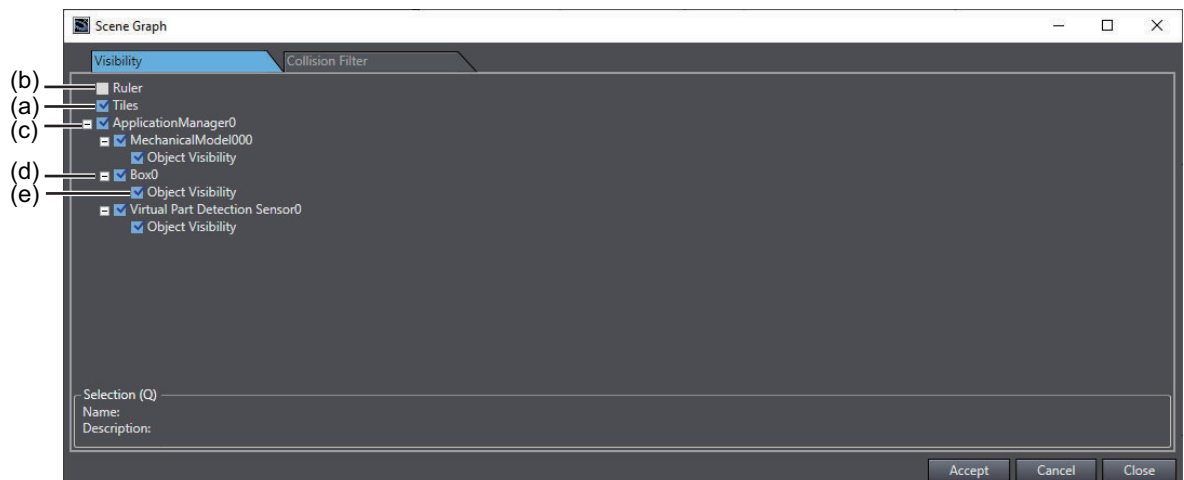 Scene Graph
Visibility
Collision Filter
(b) Ruler
(a) Tiles
(c) ApplicationManager0
MechanicalModel000
Object Visibility
(d) Box0
(e) Object Visibility
Virtual Part Detection Sensor0
Object Visibility
Selection (Q)
Name:
Description:
Accept Cancel Close